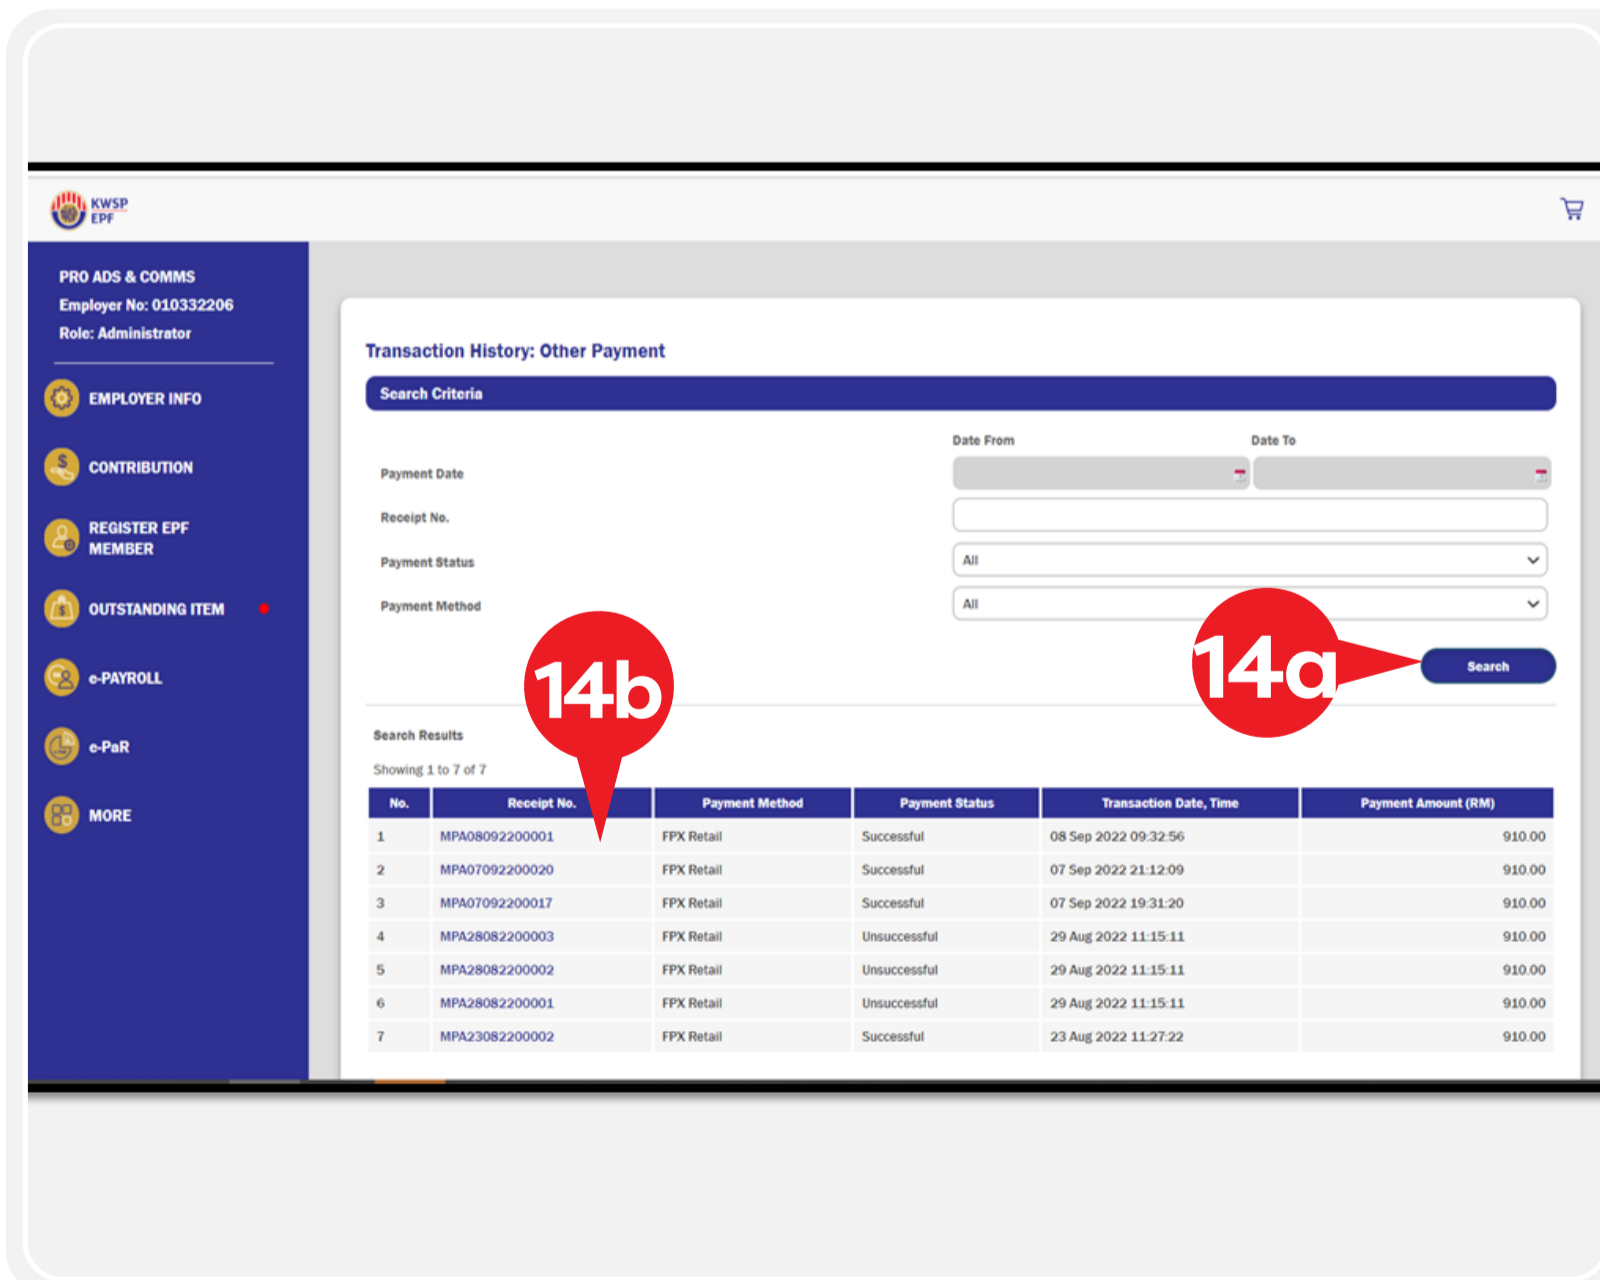 KWSP
EPF
PRO ADS & COMMS
Employer No: 010332206
Role: Administrator
EMPLOYER INFO
CONTRIBUTION
REGISTER EPF
MEMBER
OUTSTANDING ITEM
e-PAYROLL
e-PaR
MORE
Transaction History: Other Payment
Search Criteria
Date From Date To
Payment Date
Receipt No.
Payment Status All
Payment Method All
14a
Search
14b
Search Results
Showing 1 to 7 of 7
No. Receipt No. Payment Method Payment Status Transaction Date, Time Payment Amount (RM)
1 MPA08092200001 FPX Retail Successful 08 Sep 2022 09:32:56 910.00
2 MPA07092200020 FPX Retail Successful 07 Sep 2022 21:12:09 910.00
3 MPA07092200017 FPX Retail Successful 07 Sep 2022 19:31:20 910.00
4 MPA28082200003 FPX Retail Unsuccessful 29 Aug 2022 11:15:11 910.00
5 MPA28082200002 FPX Retail Unsuccessful 29 Aug 2022 11:15:11 910.00
6 MPA28082200001 FPX Retail Unsuccessful 29 Aug 2022 11:15:11 910.00
7 MPA23082200002 FPX Retail Successful 23 Aug 2022 11:27:22 910.00